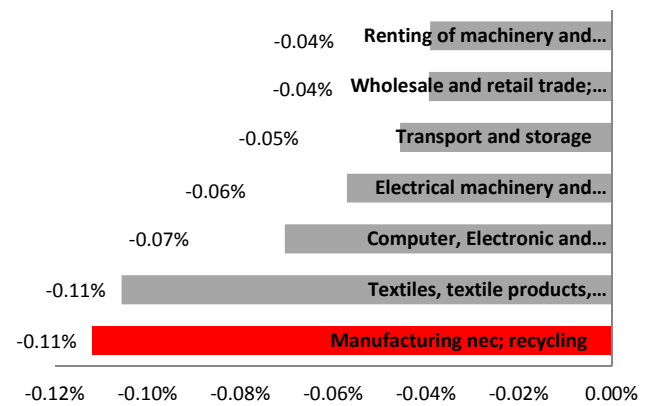 -0.04% Renting of machinery and...
-0.04% Wholesale and retail trade;...
-0.05% Transport and storage
-0.06% Electrical machinery and...
-0.07% Computer, Electronic and...
-0.11% Textiles, textile products,...
-0.11% Manufacturing nec; recycling
-0.12% -0.10% -0.08% -0.06% -0.04% -0.02% 0.00%